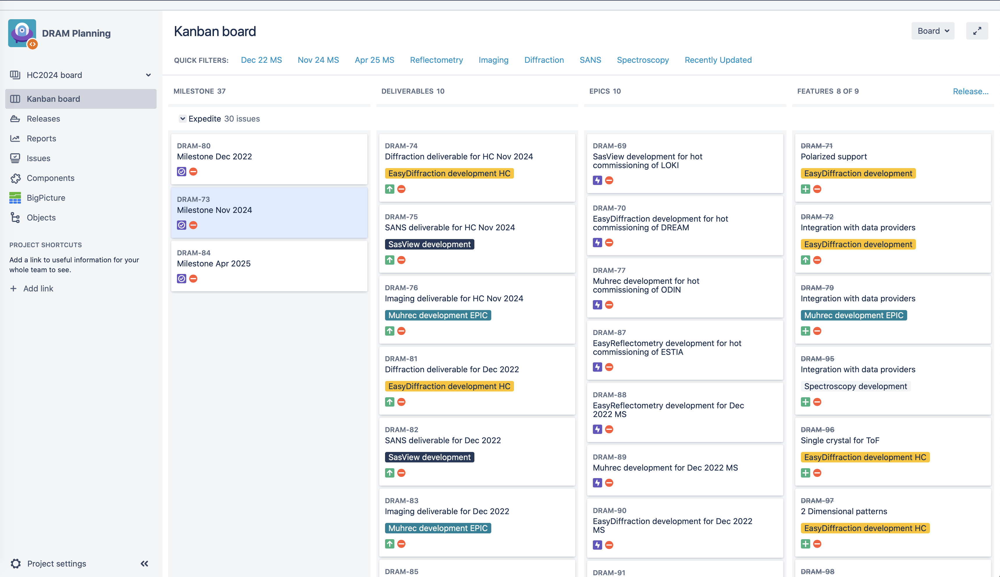 DRAM Planning
HC2024 board
Kanban board
Releases
Reports
Issues
Components
BigPicture
Objects
PROJECT SHORTCUTS
Add a link to useful information for your
whole team to see.
+ Add link
Project settings
Kanban board
Board
QUICK FILTERS: Dec 22 MS Nov 24 MS Apr 25 MS Reflectometry Imaging Diffraction SANS Spectroscopy Recently Updated
MILESTONE 37
DELIVERABLES 10
EPICS 10
FEATURES 8 OF 9
Release...
Expedite 30 issues
DRAM-80
Milestone Dec 2022
DRAM-73
Milestone Nov 2024
DRAM-84
Milestone Apr 2025
DRAM-74
Diffraction deliverable for HC Nov 2024
EasyDiffraction development HC
DRAM-75
SANS deliverable for HC Nov 2024
SasView development
DRAM-76
Imaging deliverable for HC Nov 2024
Muhrec development EPIC
DRAM-81
Diffraction deliverable for Dec 2022
EasyDiffraction development HC
DRAM-82
SANS deliverable for Dec 2022
SasView development
DRAM-83
Imaging deliverable for Dec 2022
Muhrec development EPIC
DRAM-85
DRAM-69
SasView development for hot
commissioning of LOKI
DRAM-70
EasyDiffraction development for hot
commissioning of DREAM
DRAM-77
Muhrec development for hot
commissioning of ODIN
DRAM-87
EasyReflectometry development for hot
commissioning of ESTIA
DRAM-88
EasyReflectometry development for Dec
2022 MS
DRAM-89
Muhrec development for Dec 2022 MS
DRAM-90
EasyDiffraction development for Dec 2022
MS
DRAM-91
DRAM-71
Polarized support
EasyDiffraction development
DRAM-72
Integration with data providers
EasyDiffraction development
DRAM-79
Integration with data providers
Muhrec development EPIC
DRAM-95
Integration with data providers
Spectroscopy development
DRAM-96
Single crystal for ToF
EasyDiffraction development HC
DRAM-97
2 Dimensional patterns
EasyDiffraction development HC
DRAM-98